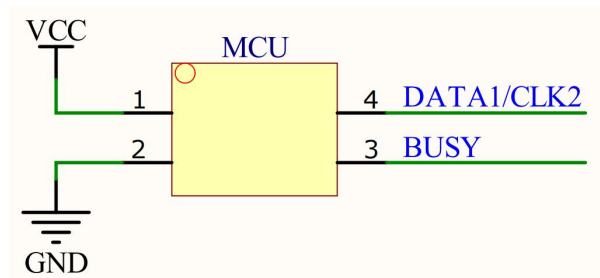 VCC
MCU
1
4 DATA1/CLK2
2
3 BUSY
GND